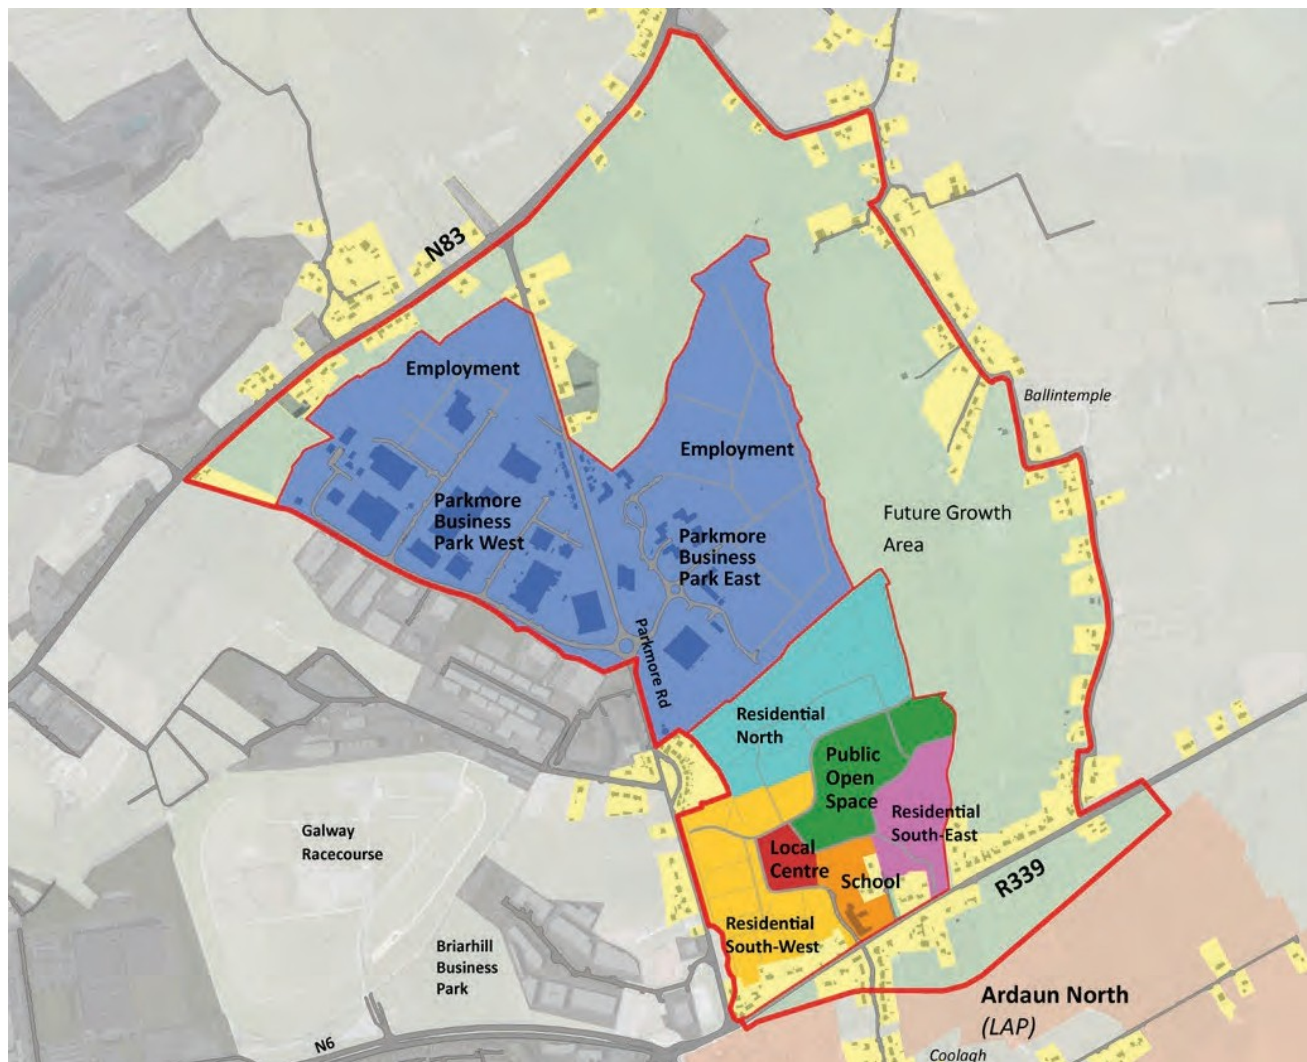 N83
Employment
Ballintemple
Employment
Parkmore
Business
Park West
Future Growth
Area
Parkmore
Business
Park East
Parkmore Rd
Residential
North
Public
Open
Space
Residential
South-East
Galway
Racecourse
Local
Centre
School
R339
Residential
South-West
Briarhill
Business
Park
Ardaun North
(LAP)
N6
Coolagh